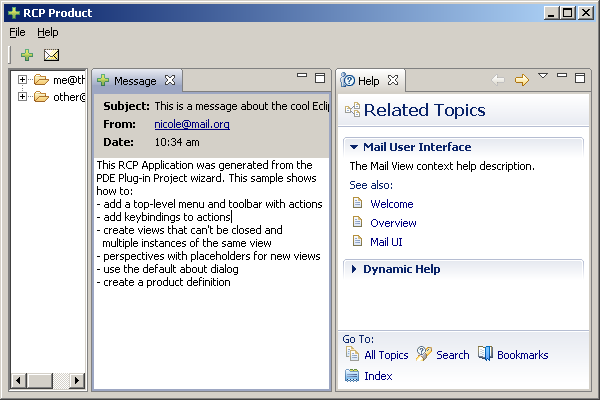 RCP Product
File Help
me@th
other@
Message
Subject: This is a message about the cool Ecli
From: nicole@mail.org
Date: 10:34 am
This RCP Application was generated from the
PDE Plug-in Project wizard. This sample shows
how to:
- add a top-level menu and toolbar with actions
- add keybindings to actions
- create views that can't be closed and
multiple instances of the same view
- perspectives with placeholders for new views
- use the default about dialog
- create a product definition
Help
Related Topics
Mail User Interface
The Mail View context help description.
See also:
Welcome
Overview
Mail UI
Dynamic Help
Go To:
All Topics Search Bookmarks
Index